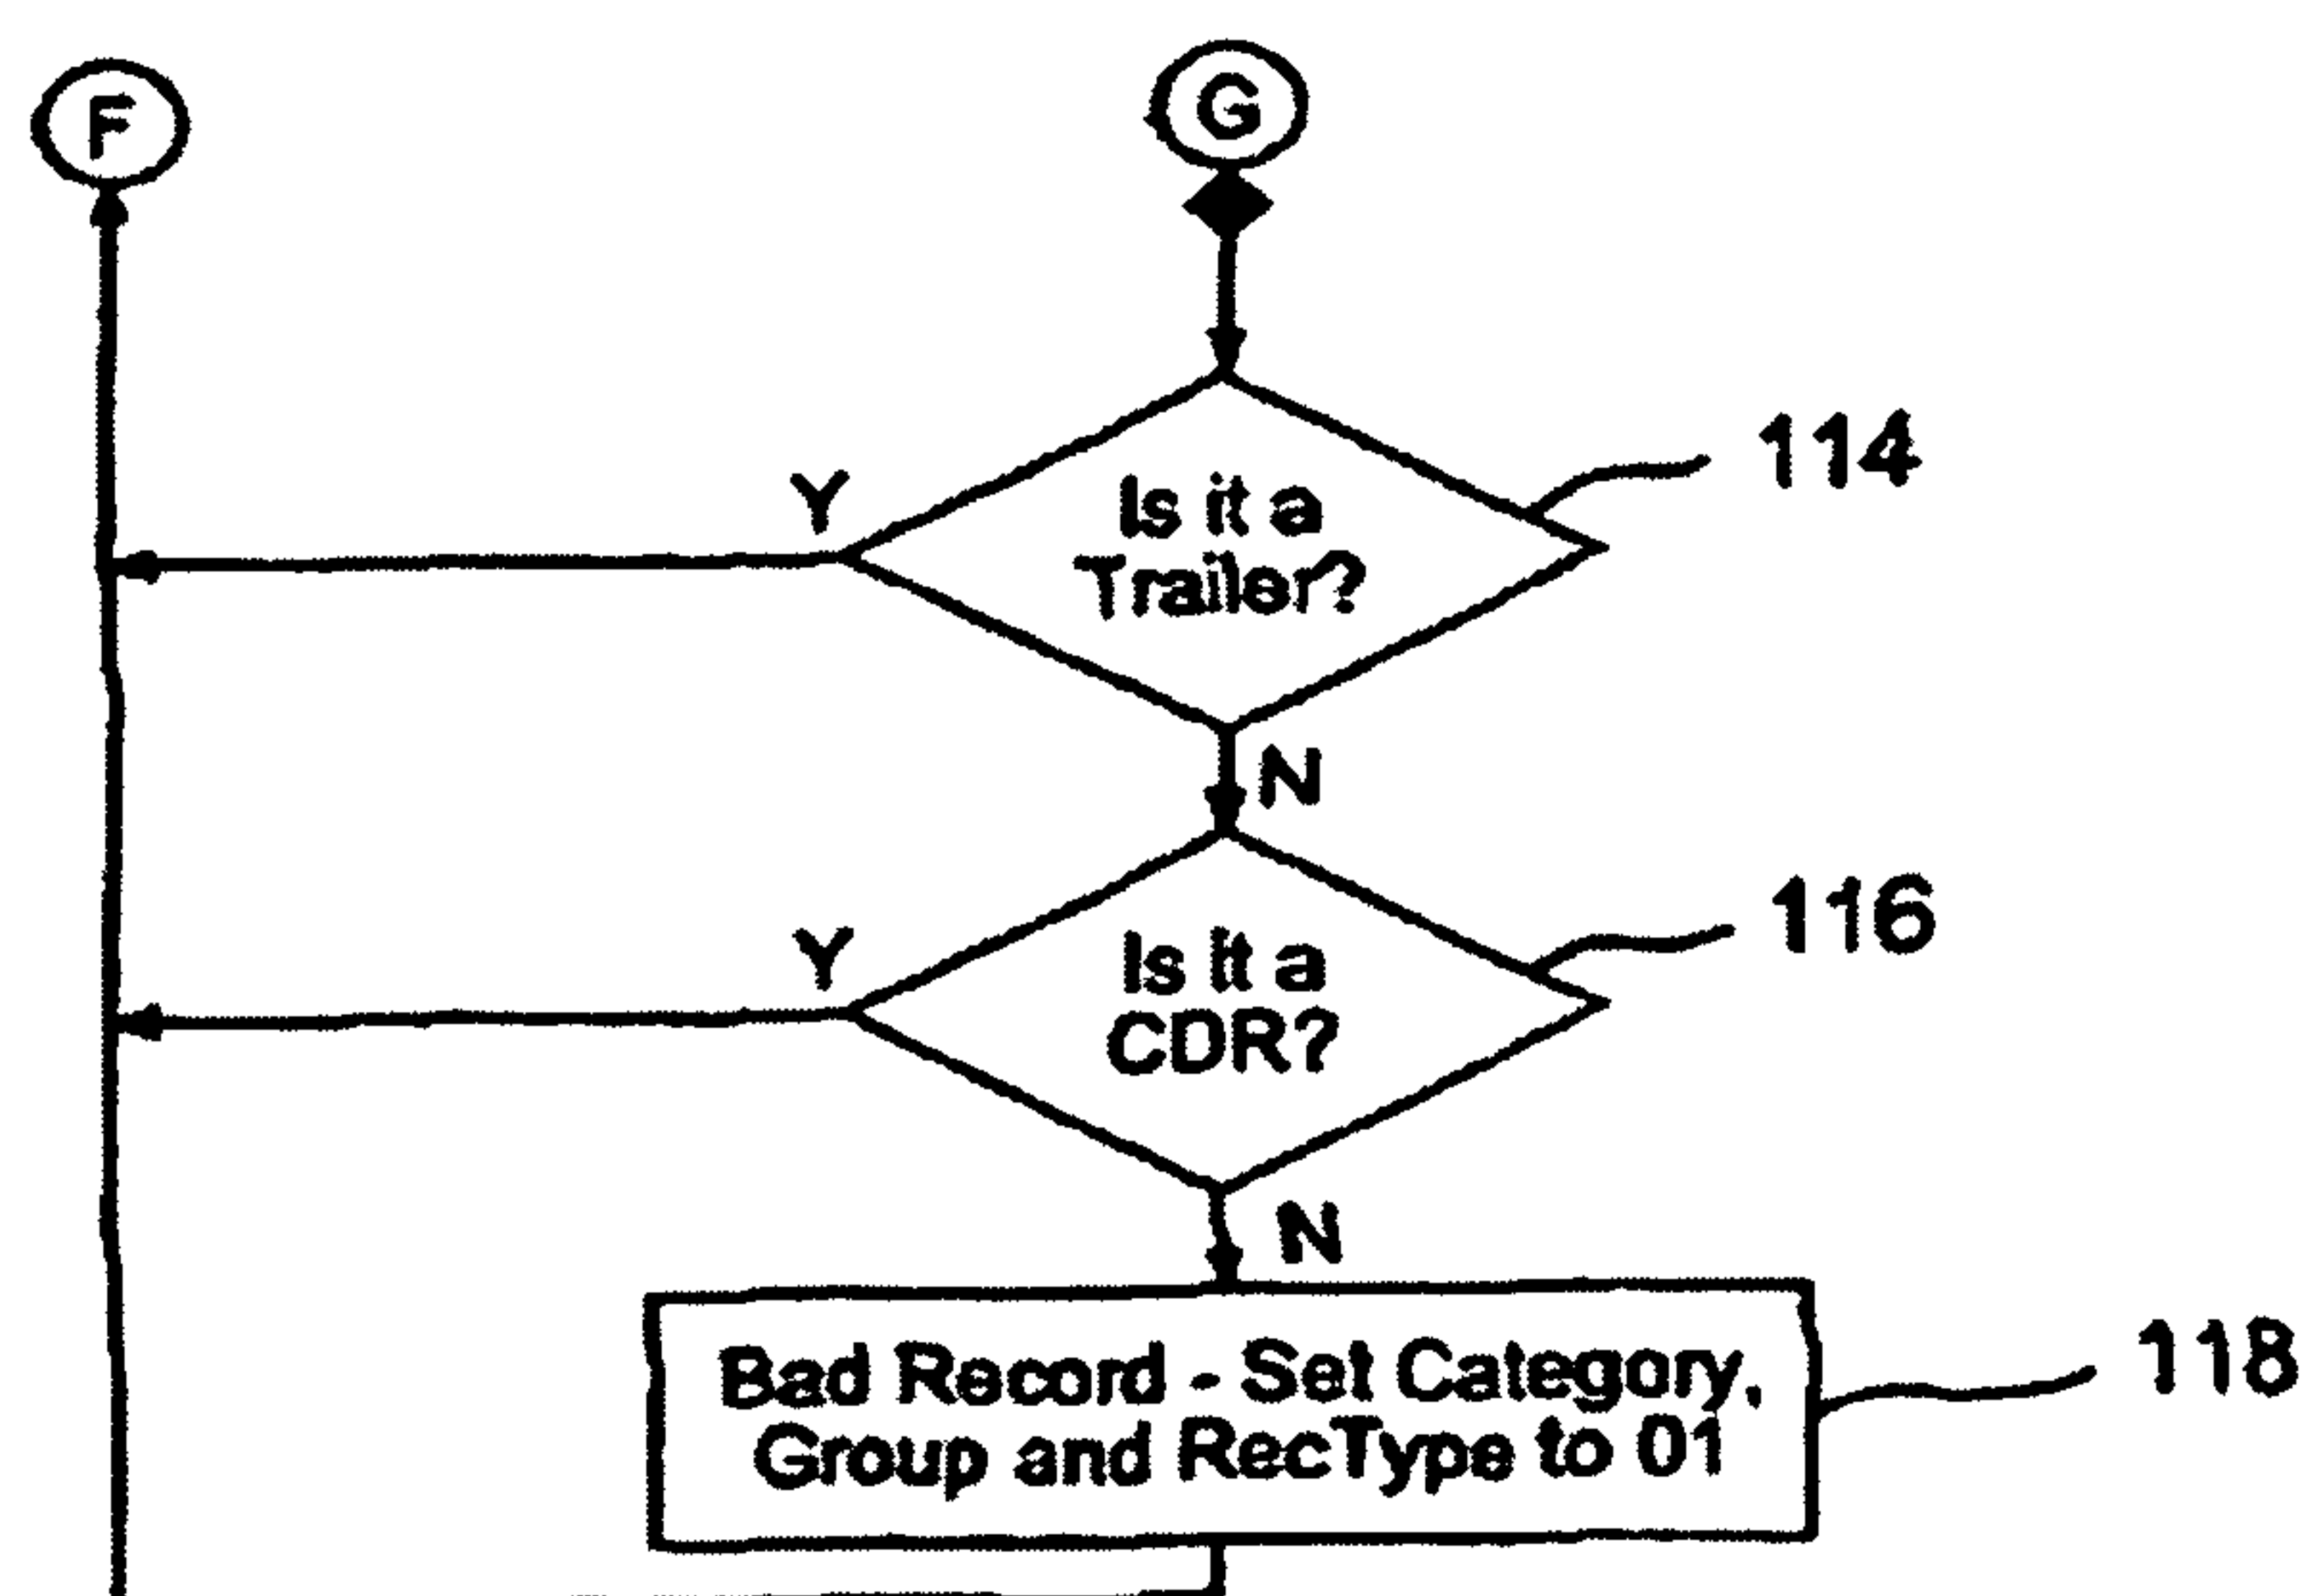 F
G
114
Y
Is it a
Trailer?
N
116
Y
Is it a
CDR?
N
118
Bad Record - Set Category,
Group and RecType to 01